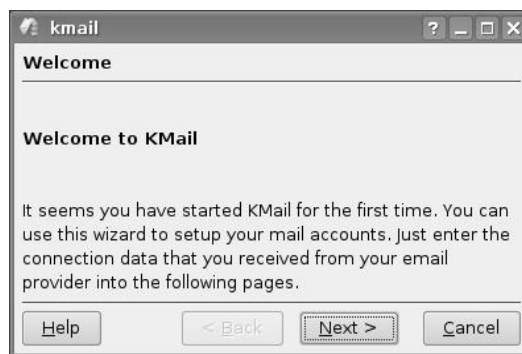 kmail
Welcome
Welcome to KMail
It seems you have started KMail for the first time. You can
use this wizard to setup your mail accounts. Just enter the
connection data that you received from your email
provider into the following pages.
Help < Back Next > Cancel